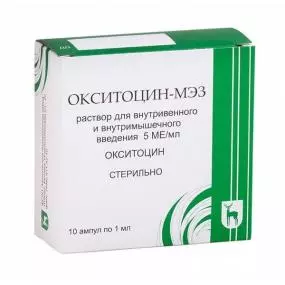 ОКСИТОЦИН-МЭЗ
раствор для внутривенного
и внутримышечного
введения 5 МЕ/мл
ОКСИТОЦИН
СТЕРИЛЬНО
10 ампул по 1 мл